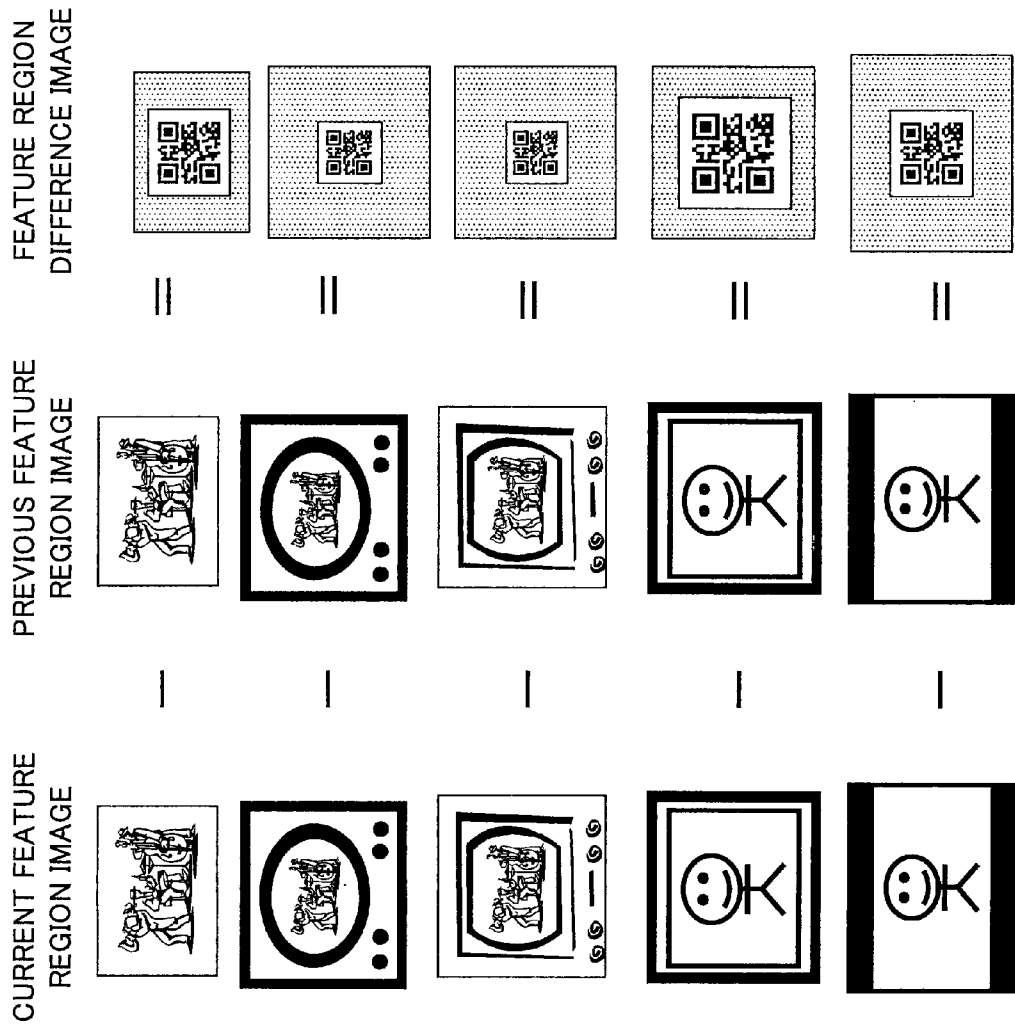 CURRENT FEATURE
REGION IMAGE
PREVIOUS FEATURE
REGION IMAGE
FEATURE REGION
DIFFERENCE IMAGE